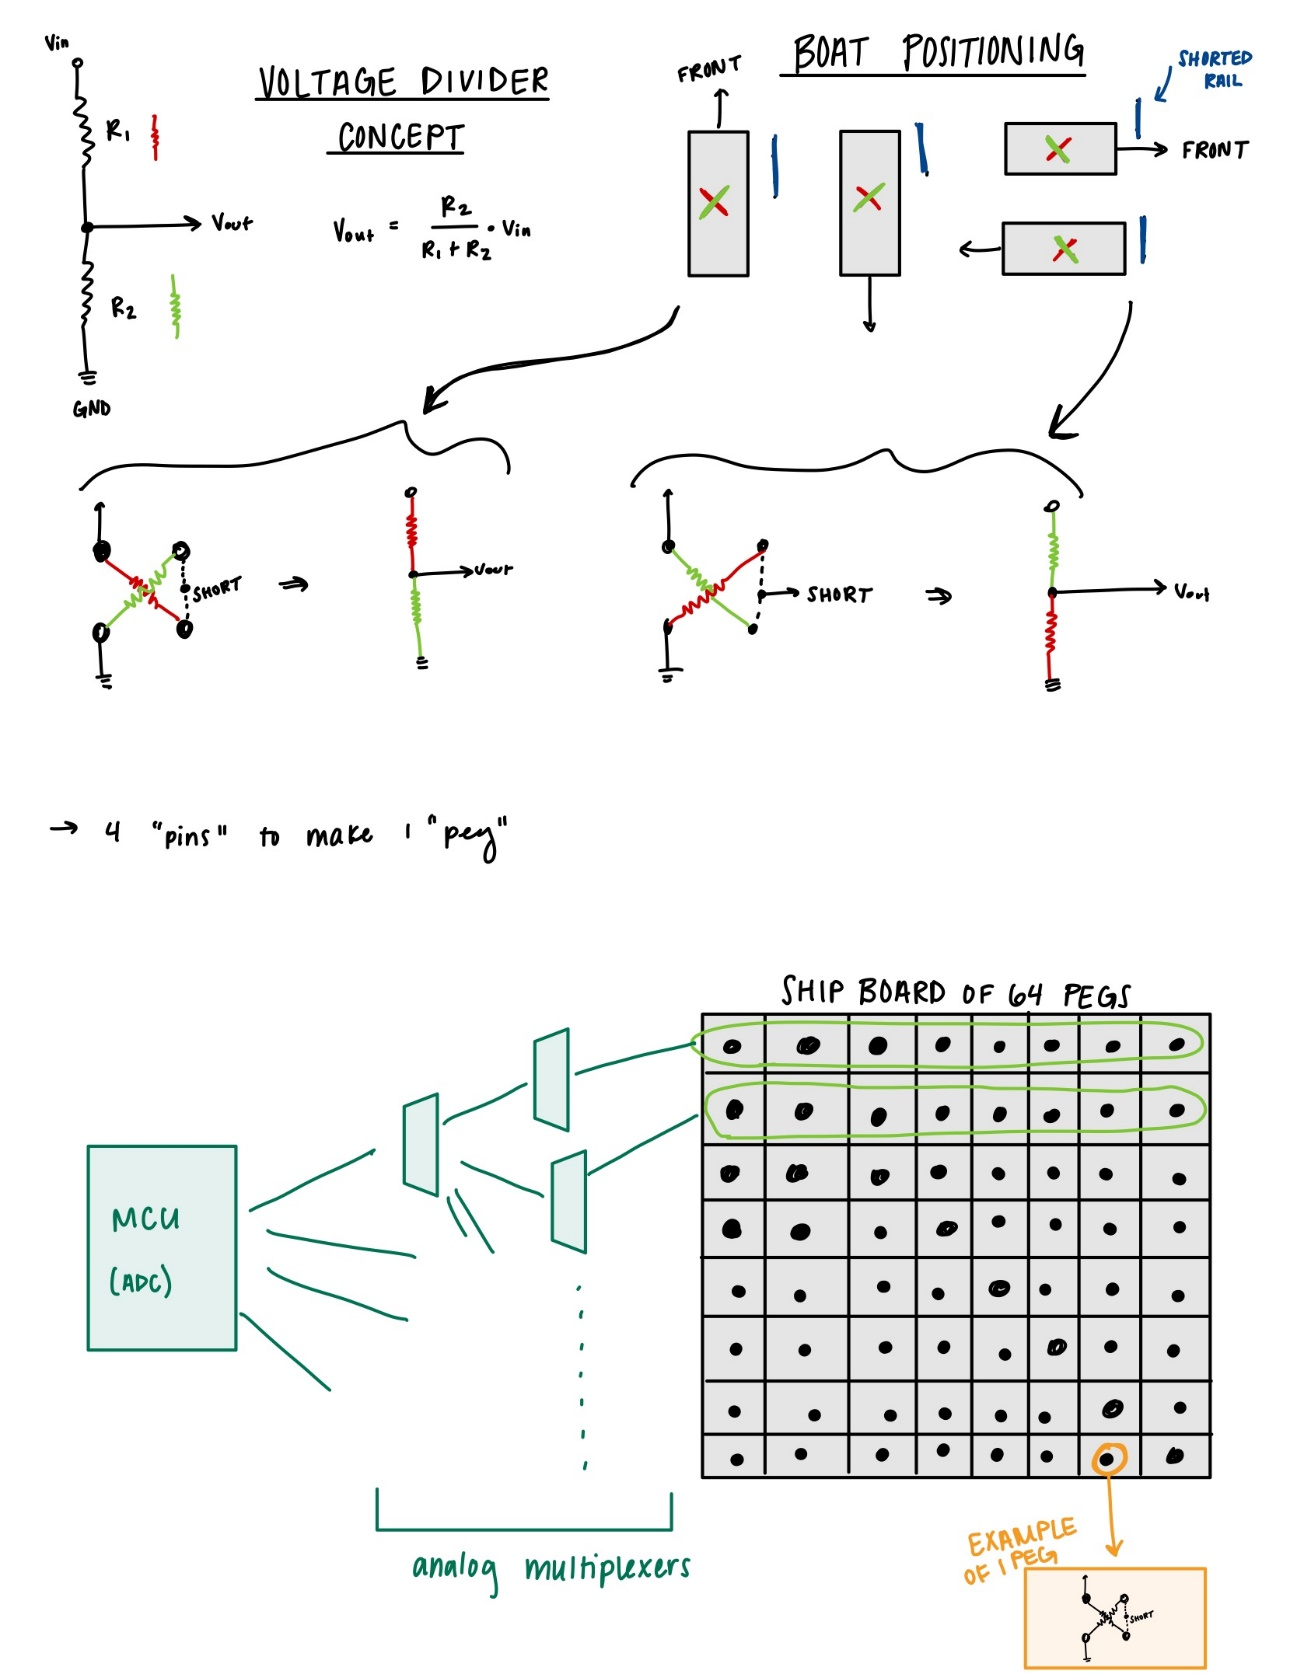 Vin
R1
Vout
R2
GND
VOLTAGE DIVIDER
CONCEPT
Vout = R2 / R1 + R2 • Vin
BOAT POSITIONING
FRONT
SHORTED
RAIL
FRONT
SHORT
⇒
Vout
SHORT
⇒
Vout
→ 4 "pins" to make 1 "peg"
SHIP BOARD OF 64 PEGS
MCU
(ADC)
analog multiplexers
EXAMPLE
OF 1 PEG
SHORT